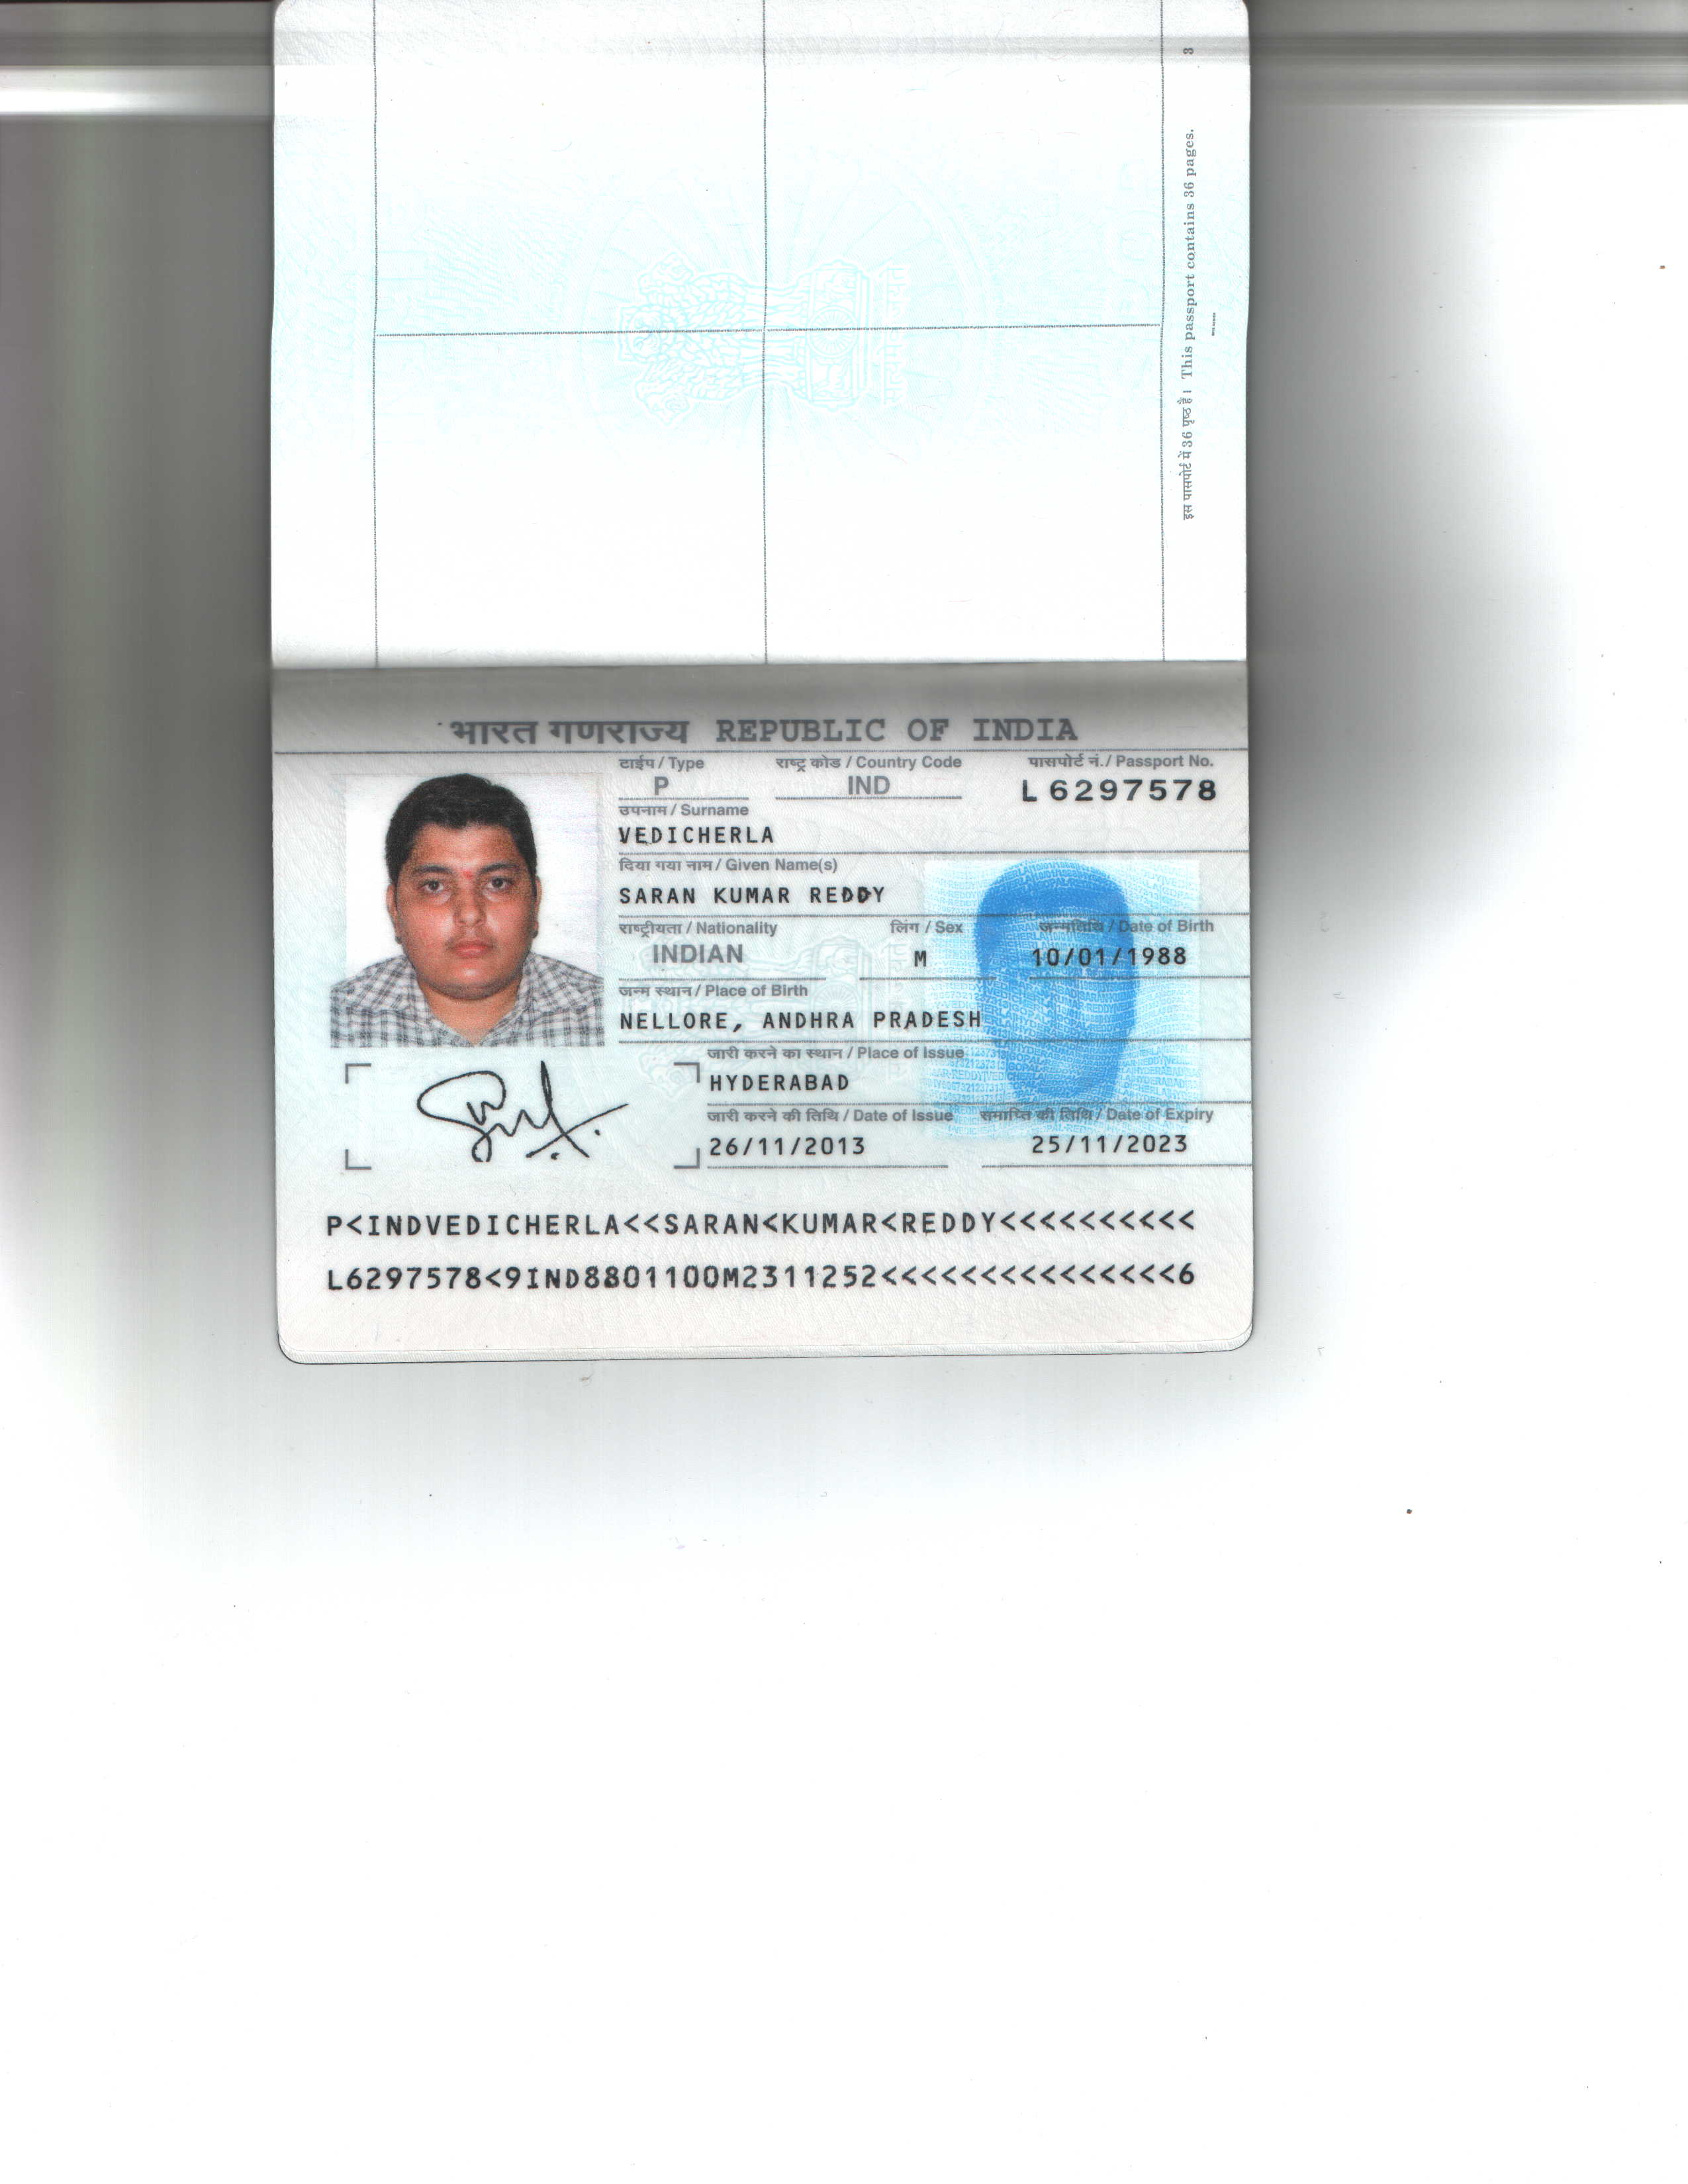 3
इस पासपोर्ट में 36 पृष्ठ है। This passport contains 36 pages.
भारत गणराज्य REPUBLIC OF INDIA
टाईप / Type राष्ट्र कोड / Country Code पासपोर्ट नं. / Passport No.
P IND L 6297578
उपनाम / Surname
VEDICHERLA
दिया गया नाम / Given Name(s)
SARAN KUMAR REDDY
राष्ट्रीयता / Nationality लिंग / Sex जन्मतिथि / Date of Birth
INDIAN M 10/01/1988
जन्म स्थान / Place of Birth
NELLORE, ANDHRA PRADESH
जारी करने का स्थान / Place of Issue
HYDERABAD
जारी करने की तिथि / Date of Issue समाप्ति की तिथि / Date of Expiry
26/11/2013 25/11/2023
P<INDVEDICHERLA<<SARAN<KUMAR<REDDY<<<<<<<<<<
L6297578<9IND8801100M2311252<<<<<<<<<<<<<<<6